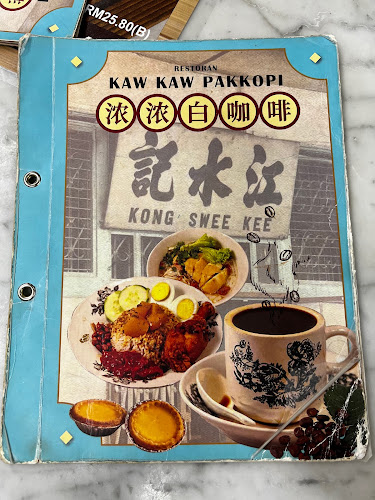 RM25.80(B)
RESTORAN
KAW KAW PAKKOPI
浓浓白咖啡
記水江
KONG SWEE KEE